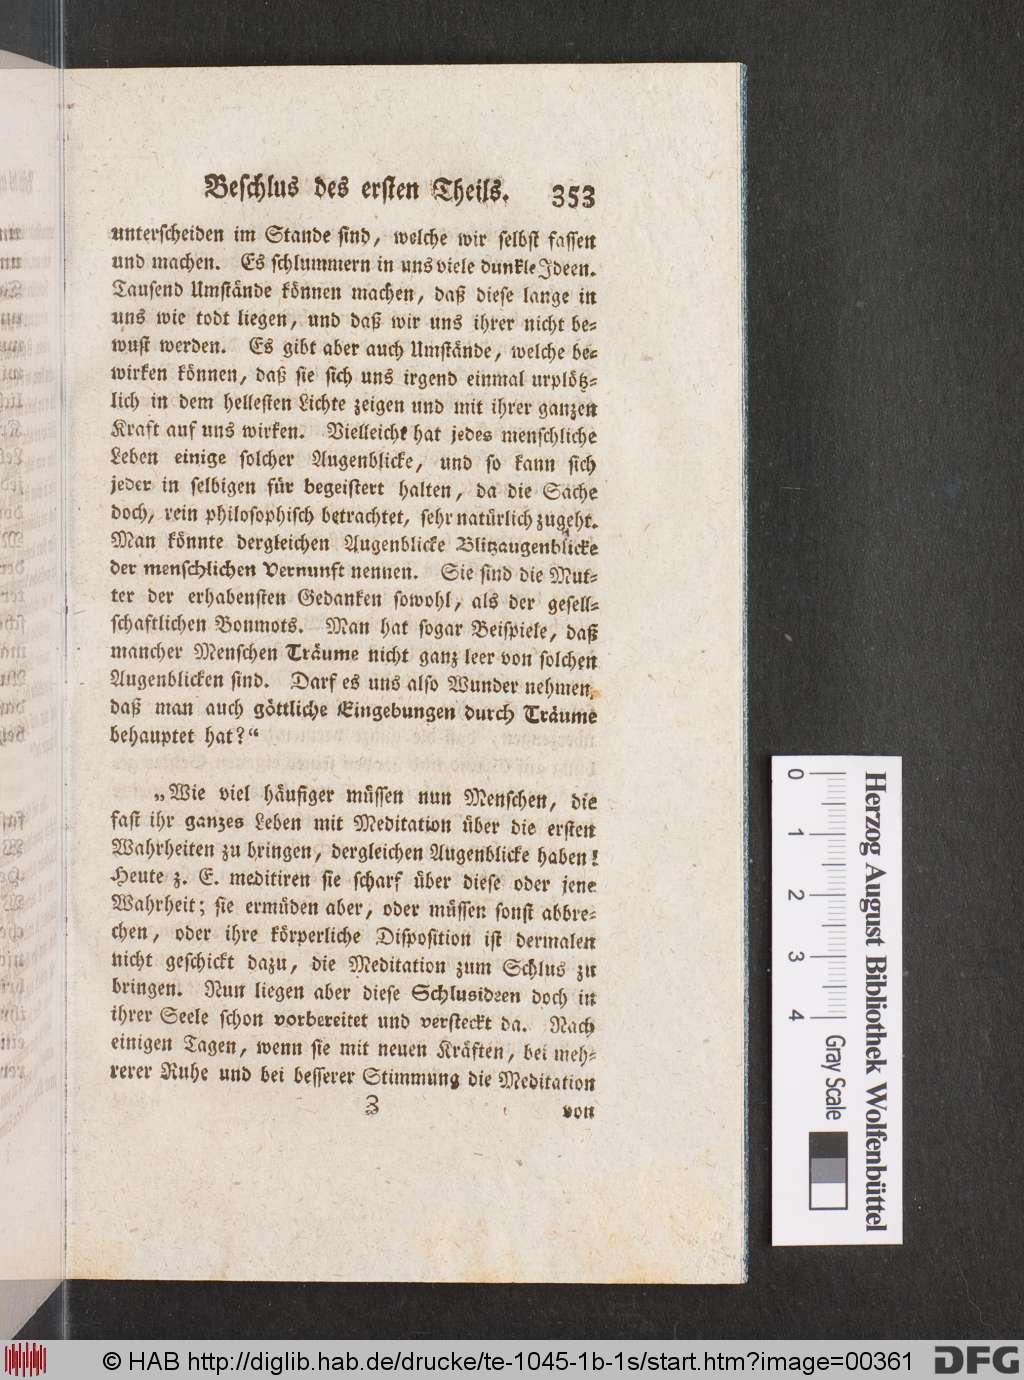 Beschlus des ersten Theils. 353
unterscheiden im Stande sind, welche wir selbst fassen
und machen. Es schlummern in uns viele dunkle Ideen.
Tausend Umstände können machen, daß diese lange in
uns wie todt liegen, und daß wir uns ihrer nicht be-
wust werden. Es gibt aber auch Umstände, welche be-
wirken können, daß sie sich uns irgend einmal urplötz-
lich in dem hellesten Lichte zeigen und mit ihrer ganzen
Kraft auf uns wirken. Vielleicht hat jedes menschliche
Leben einige solcher Augenblicke, und so kann sich
jeder in selbigen für begeistert halten, da die Sache
doch, rein philosophisch betrachtet, sehr natürlich zugeht.
Man könnte dergleichen Augenblicke Blitzaugenblicke
der menschlichen Vernunft nennen. Sie sind die Mut-
ter der erhabensten Gedanken sowohl, als der gesell-
schaftlichen Bonmots. Man hat sogar Beispiele, daß
mancher Menschen Träume nicht ganz leer von solchen
Augenblicken sind. Darf es uns also Wunder nehmen,
daß man auch göttliche Eingebungen durch Träume
behauptet hat?“
„Wie viel häufiger müssen nun Menschen, die
fast ihr ganzes Leben mit Meditation über die ersten
Wahrheiten zu bringen, dergleichen Augenblicke haben!
Heute z. E. meditiren sie scharf über diese oder jene
Wahrheit; sie ermüden aber, oder müssen sonst abbre-
chen, oder ihre körperliche Disposition ist dermalen
nicht geschickt dazu, die Meditation zum Schlus zu
bringen. Nun liegen aber diese Schlusideen doch in
ihrer Seele schon vorbereitet und versteckt da. Nach
einigen Tagen, wenn sie mit neuen Kräften, bei meh-
rerer Ruhe und bei besserer Stimmung die Meditation
Z von
0 1 2 3 4
Gray Scale
Herzog August Bibliothek Wolfenbüttel
© HAB http://diglib.hab.de/drucke/te-1045-1b-1s/start.htm?image=00361
DFG